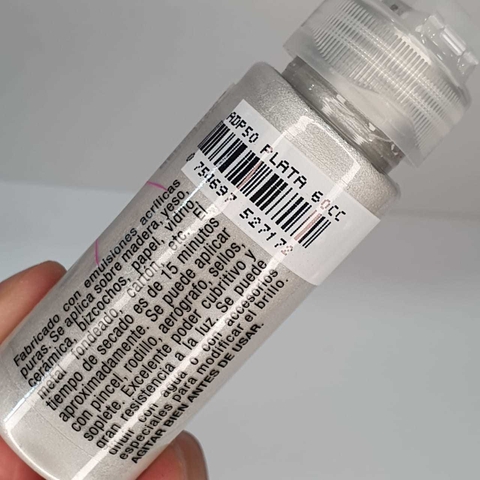 ADP50 PLATA 60CC
0 751697 527172
Fabricado con emulsiones acrílicas
puras. Se aplica sobre madera, yeso,
cerámica, bizcochos, papel, vidrio,
metal fondeado, cartón, etc. El
tiempo de secado es de 15 minutos
aproximadamente. Se puede aplicar
con pincel, rodillo, aerógrafo, sellos,
soplete. Excelente poder cubritivo y
gran resistencia a la luz. Se puede
diluir con agua o con accesorios
especiales para modificar el brillo.
AGITAR BIEN ANTES DE USAR.